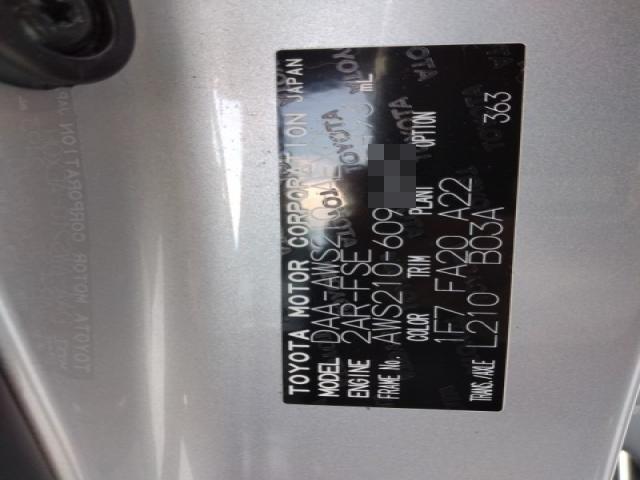 TOYOTA MOTOR CORPORATION JAPAN
MODEL DAA-AWS210
ENGINE 2AR-FSE mL
FRAME No. AWS210-609
COLOR TRIM PLANT OPTION
1F7 FA20 A22
TRANS./AXLE L210 B03A 363